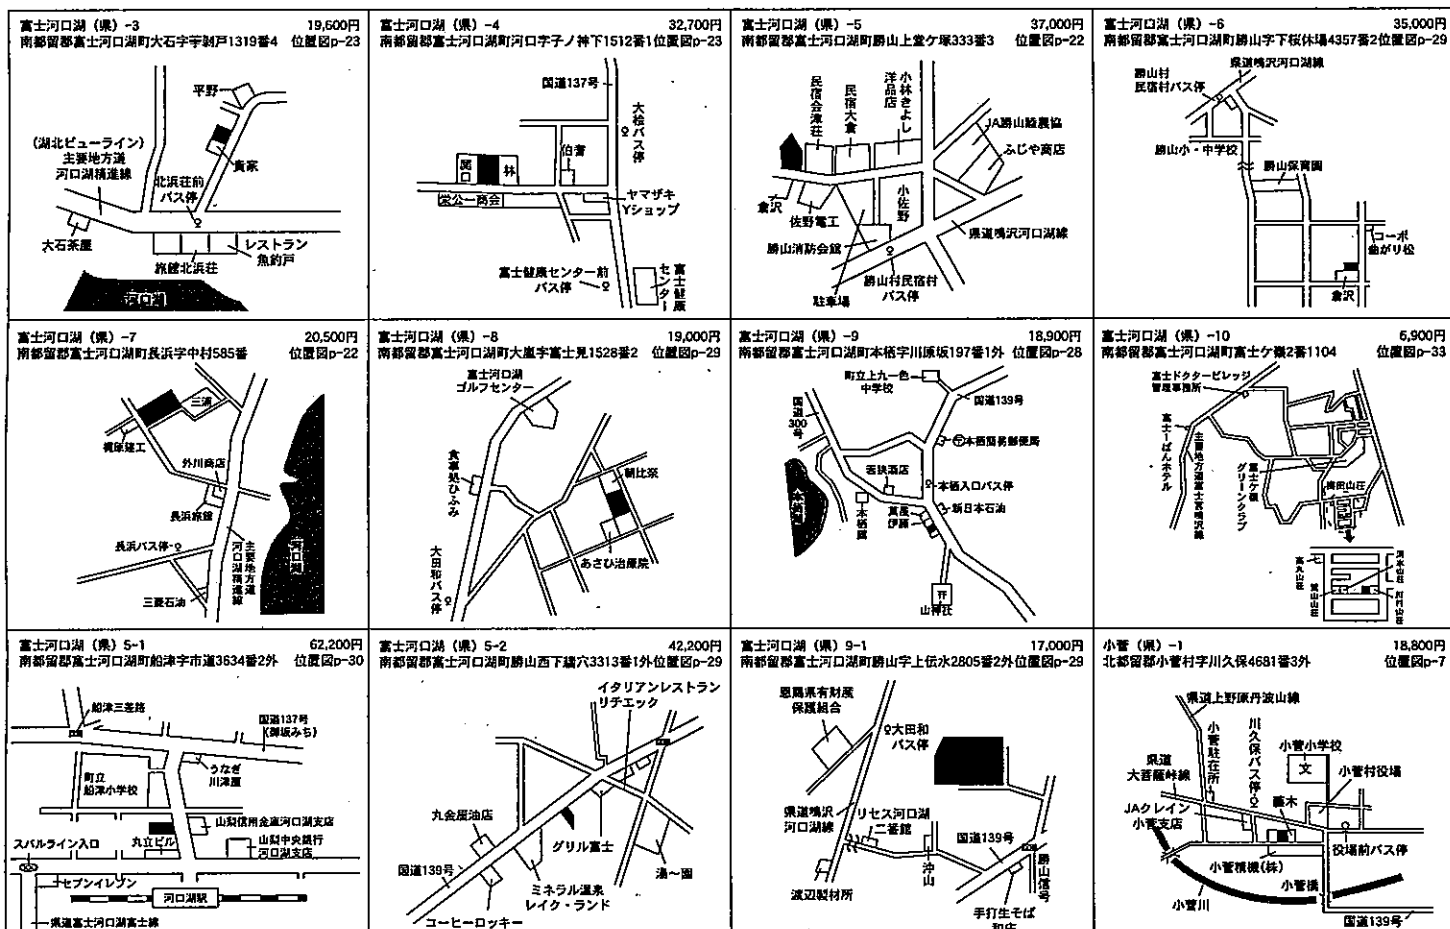 富士河口湖（県）-3
19,600円
南都留郡富士河口湖町大石字 戸1319番4
位置図p-23
平野
(湖北ビューライン)
主要地方道
河口湖精進線
貴家
北浜荘前
バス停
大石茶屋
旅館北浜荘
レストラン
魚釣戸
河口湖
富士河口湖（県）-4
32,700円
南都留郡富士河口湖町河口字子ノ神下1512番1
位置図p-23
国道137号
大桧バス停
伯耆
林
栄公一商会
ヤマザキ
Yショップ
富士健康センター前
バス停
富士健康
センター
富士河口湖（県）-5
37,000円
南都留郡富士河口湖町勝山上堂ケ塚333番3
位置図p-22
民宿会津荘
民宿大倉
小林きよし
洋品店
JA勝山 農協
ふじや商店
倉沢
佐野電工
小佐野
県道鳴沢河口湖線
勝山消防会館
勝山村民宿村
バス停
駐車場
富士河口湖（県）-6
35,000円
南都留郡富士河口湖町勝山字下桜休場4357番2
位置図p-29
県道鳴沢河口湖線
勝山村
民宿村バス停
勝山小・中学校
勝山保育園
コーポ
曲がり松
倉沢
富士河口湖（県）-7
20,500円
南都留郡富士河口湖町長浜字中村585番
位置図p-22
三浦
梶原建工
外川商店
長浜旅館
長浜バス停
主要地方道
河口湖精進線
河口湖
三菱石油
富士河口湖（県）-8
19,000円
南都留郡富士河口湖町大嵐字富士見1528番2
位置図p-29
富士河口湖
ゴルフセンター
食事処ひふみ
朝比奈
あさひ治療院
大田和バス停
富士河口湖（県）-9
18,900円
南都留郡富士河口湖町本栖字川原坂197番1外
位置図p-28
町立上九一色
中学校
国道139号
国道300号
本栖簡易郵便局
若狭酒店
本栖入口バス停
本栖湖
本栖館
伊藤
新日本石油
山神社
富士河口湖（県）-10
6,900円
南都留郡富士河口湖町富士ケ嶺2番1104
位置図p-33
富士ドクタービレッジ
管理事務所
富士一ばんホテル
主要地方道富士宮鳴沢線
富士ケ嶺
グリーンクラブ
梅田山荘
高丸山荘
富士河口湖（県）5-1
62,200円
南都留郡富士河口湖町船津字市道3634番2外
位置図p-30
船津三差路
国道137号
(御坂みち)
町立
船津小学校
うなぎ
川津屋
山梨信用金庫河口湖支店
丸立ビル
山梨中央銀行
河口湖支店
スバルライン入口
セブンイレブン
河口湖駅
県道富士河口湖富士線
富士河口湖（県）5-2
42,200円
南都留郡富士河口湖町勝山西下 穴3313番1外
位置図p-29
イタリアンレストラン
リチエック
丸金屋油店
グリル富士
国道139号
ミネラル温泉
レイク・ランド
湯～園
コーヒーロッキー
富士河口湖（県）9-1
17,000円
南都留郡富士河口湖町勝山字上伝水2805番2外
位置図p-29
恩賜県有財産
保護組合
大田和
バス停
県道鳴沢
河口湖線
リセス河口湖
二番館
国道139号
沖山
勝山信号
渡辺製材所
手打生そば
和店
小菅（県）-1
18,800円
北都留郡小菅村字川久保4681番3外
位置図p-7
県道上野原丹波山線
小菅駐在所
川久保バス停
小菅小学校
文
小菅村役場
県道
大菩薩峠線
JAクレイン
小菅支店
藤木
役場前バス停
小菅精機(株)
小菅橋
小菅川
国道139号